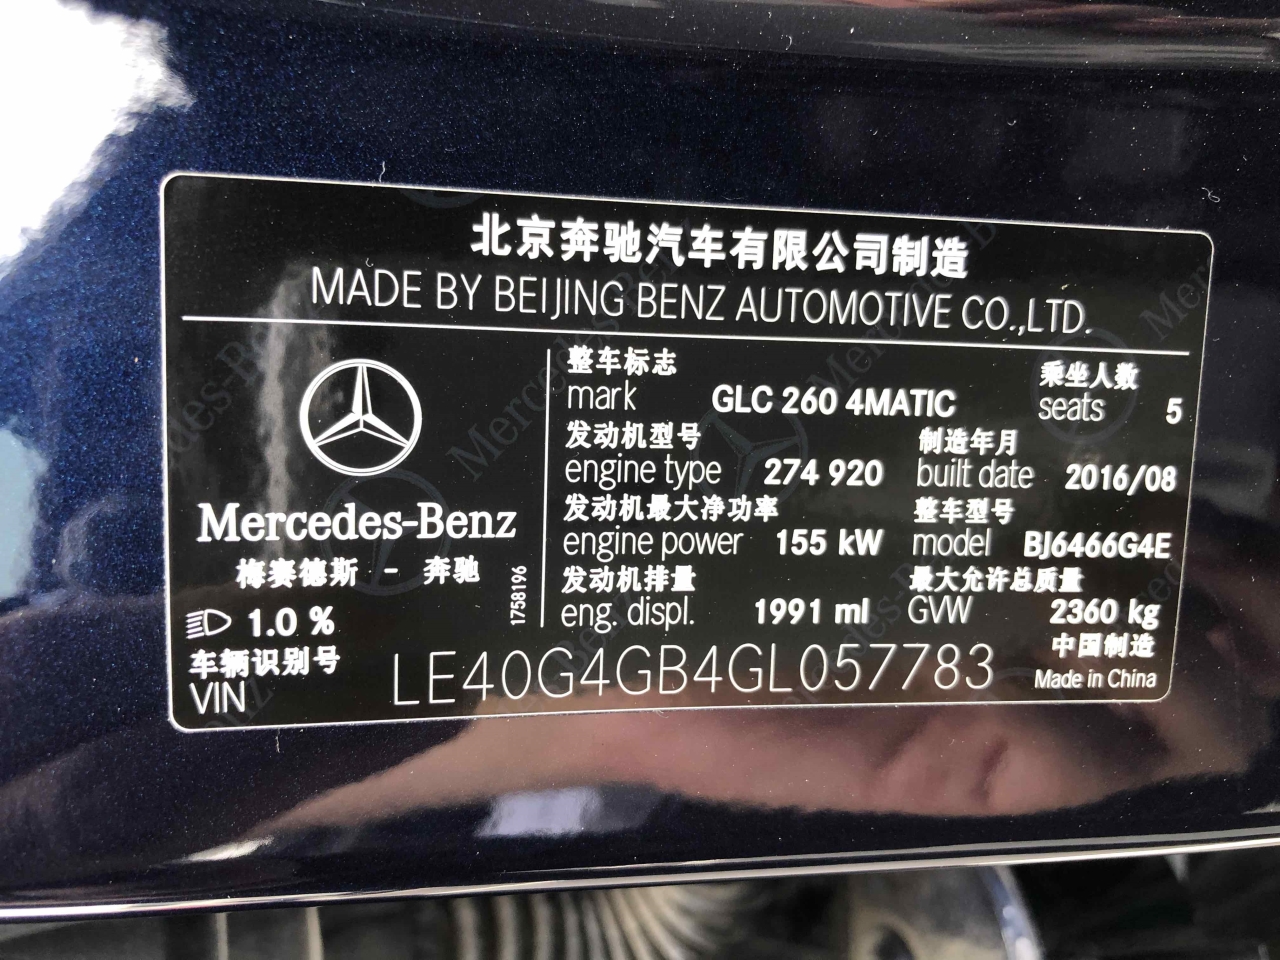 北京奔驰汽车有限公司制造
MADE BY BEIJING BENZ AUTOMOTIVE CO.,LTD.
Mercedes-Benz
梅赛德斯 - 奔驰
1.0 %
1758196
整车标志
mark GLC 260 4MATIC
乘坐人数
seats 5
发动机型号
engine type 274 920
制造年月
built date 2016/08
发动机最大净功率
engine power 155 kW
整车型号
model BJ6466G4E
发动机排量
eng. displ. 1991 ml
最大允许总质量
GVW 2360 kg
车辆识别号
VIN LE40G4GB4GL057783
中国制造
Made in China